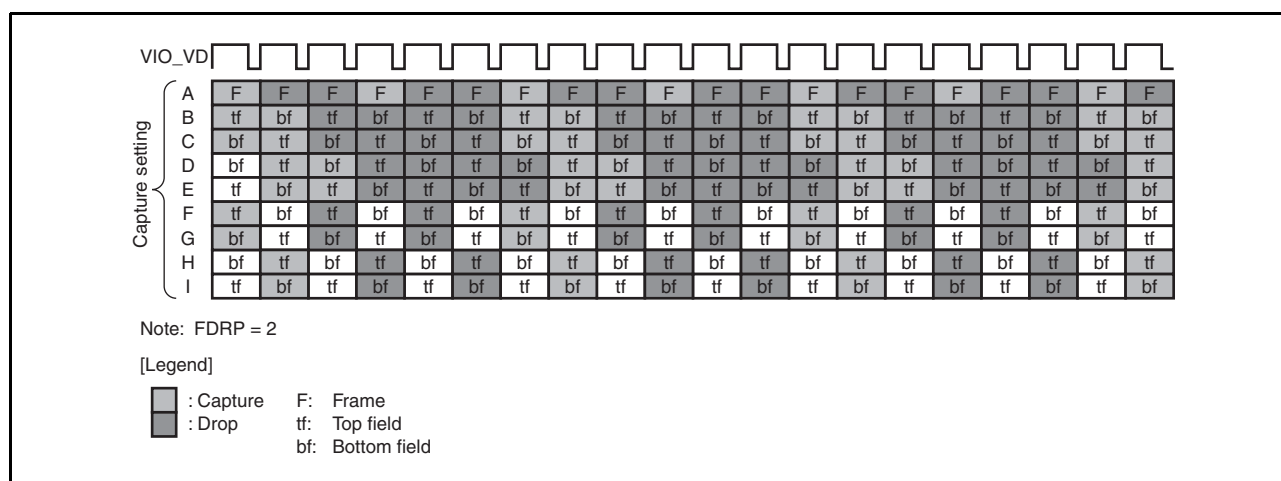 VIO_VD
Capture setting
A F F F F F F F F F F F F F F F F F F F F
B tf bf tf bf tf bf tf bf tf bf tf bf tf bf tf bf tf bf tf bf
C bf tf bf tf bf tf bf tf bf tf bf tf bf tf bf tf bf tf bf tf
D bf tf bf tf bf tf bf tf bf tf bf tf bf tf bf tf bf tf bf tf
E tf bf tf bf tf bf tf bf tf bf tf bf tf bf tf bf tf bf tf bf
F tf bf tf bf tf bf tf bf tf bf tf bf tf bf tf bf tf bf tf bf
G bf tf bf tf bf tf bf tf bf tf bf tf bf tf bf tf bf tf bf tf
H bf tf bf tf bf tf bf tf bf tf bf tf bf tf bf tf bf tf bf tf
I tf bf tf bf tf bf tf bf tf bf tf bf tf bf tf bf tf bf tf bf
Note: FDRP = 2
[Legend]
: Capture F: Frame
: Drop tf: Top field
bf: Bottom field